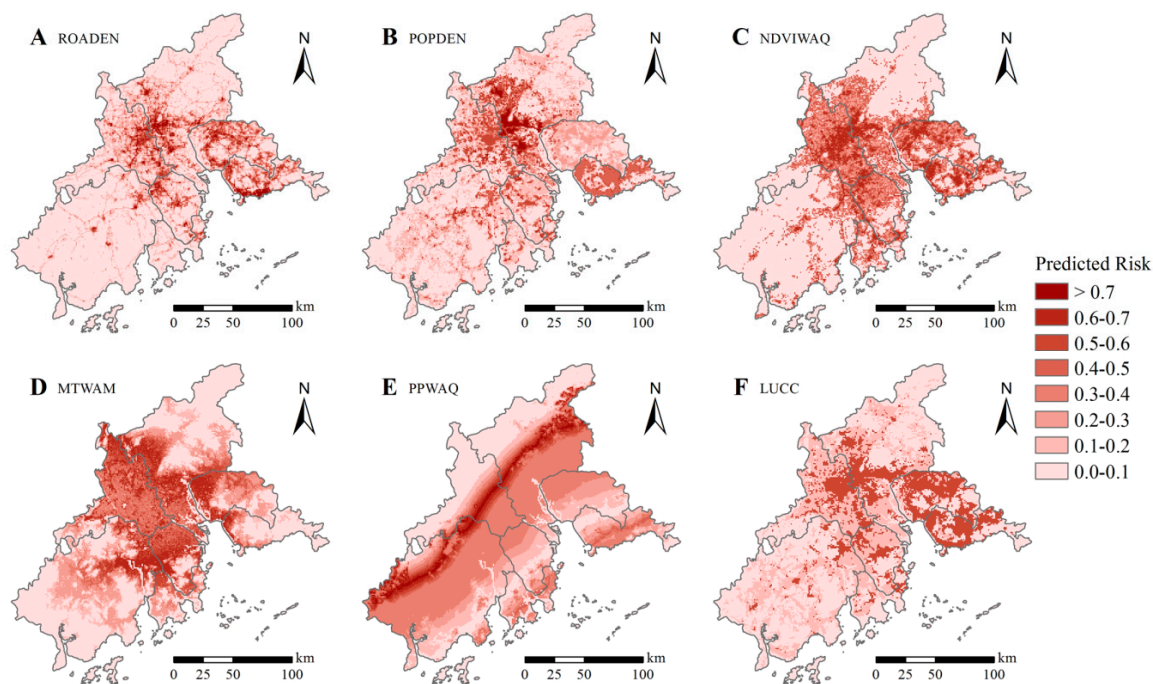 A ROADEN
N
km
0 25 50 100
B POPDEN
N
km
0 25 50 100
C NDVIWAQ
N
km
0 25 50 100
Predicted Risk
> 0.7
0.6-0.7
0.5-0.6
0.4-0.5
0.3-0.4
0.2-0.3
0.1-0.2
0.0-0.1
D MTWAM
N
km
0 25 50 100
E PPWAQ
N
km
0 25 50 100
F LUCC
N
km
0 25 50 100